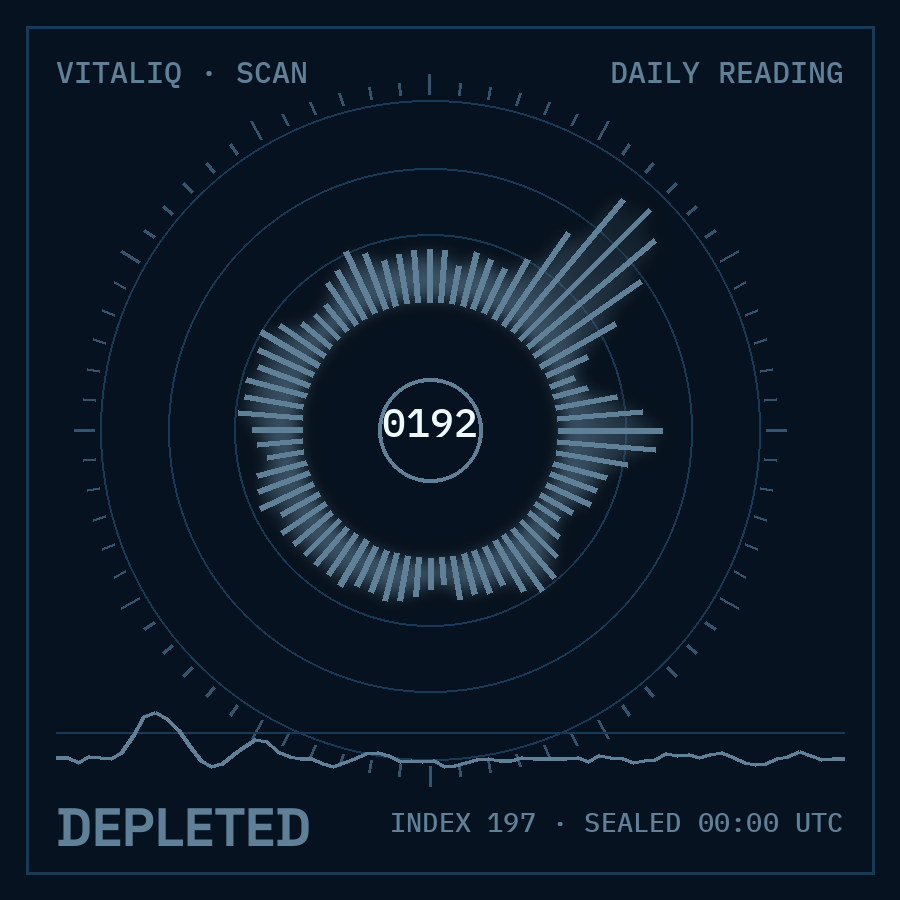 VITALIQ · SCAN
DAILY READING
0192
DEPLETED
INDEX 197 · SEALED 00:00 UTC